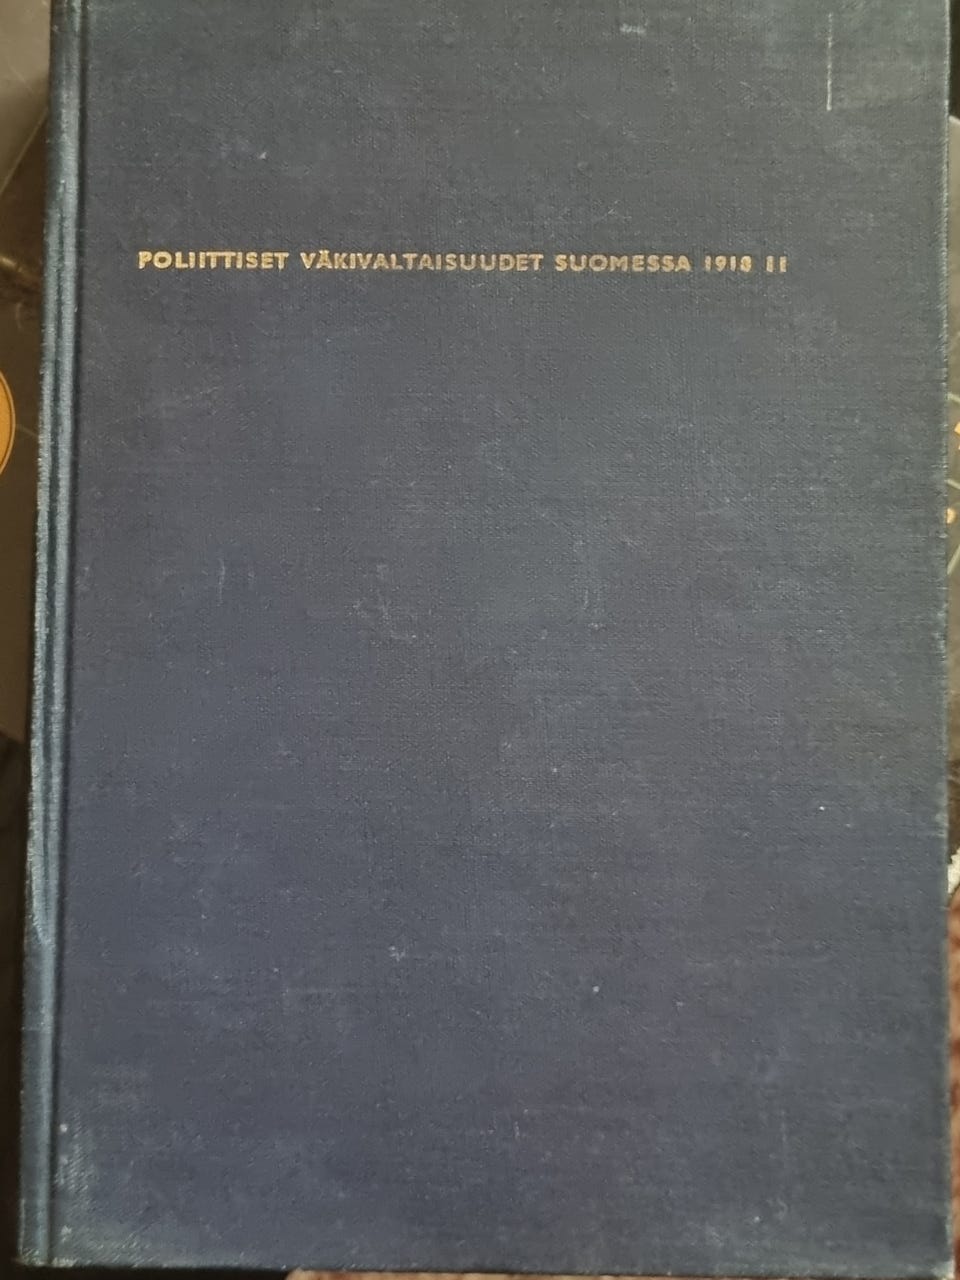 POLIITTISET VÄKIVALTAISUUDET SUOMESSA 1918 II